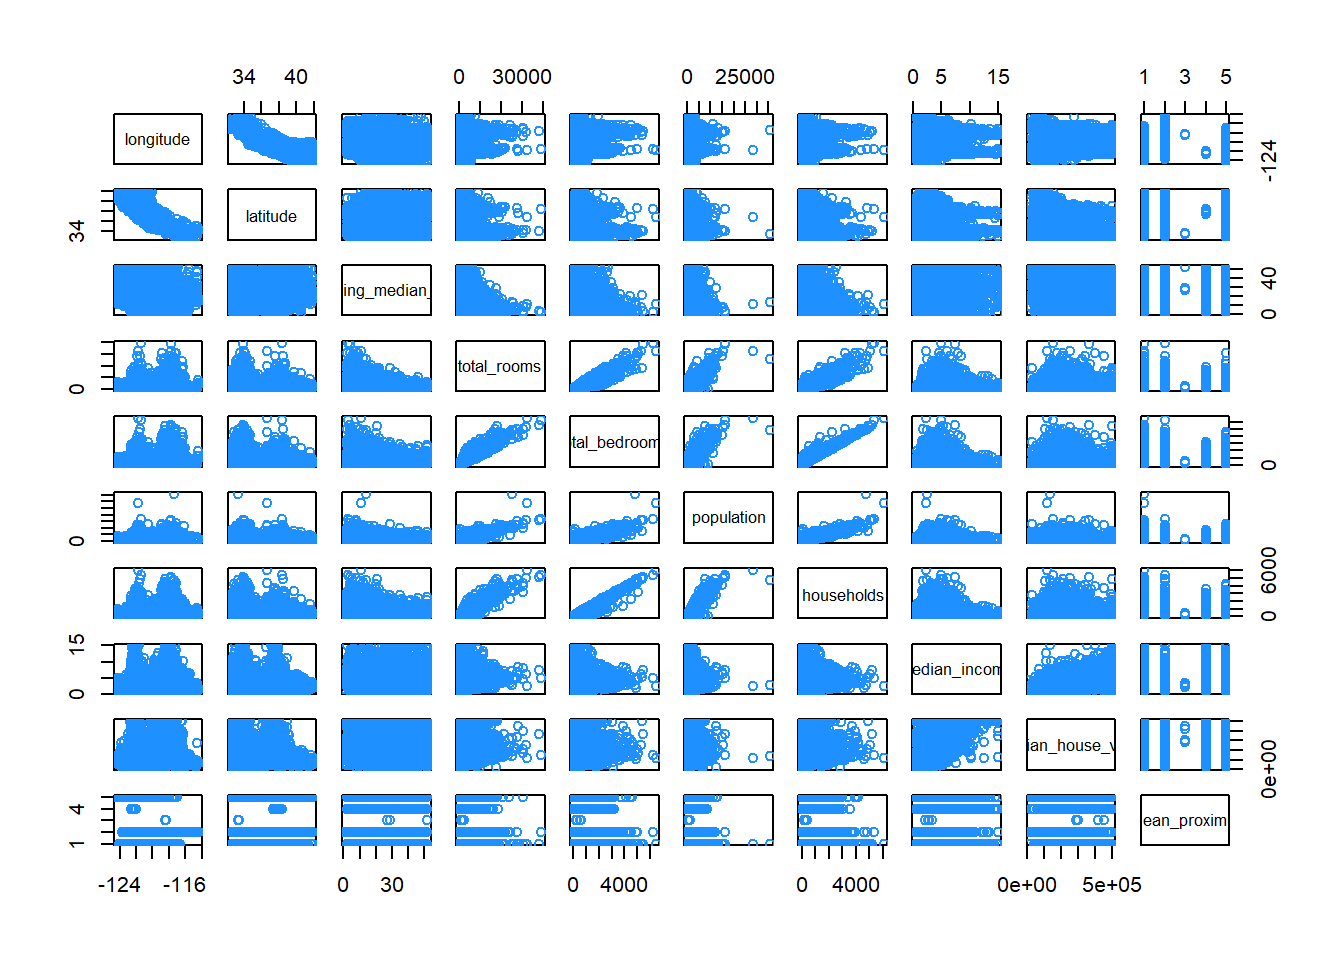 34 40 0 30000 0 25000 0 5 15 1 3 5
longitude
-124
34
latitude
ing_median_
0 40
0
total_rooms
tal_bedroom
0
0
population
households
0 6000
0 15
edian_incom
ian_house_v
0e+00
1 4
ean_proxim
-124 -116 0 30 0 4000 0 4000 0e+00 5e+05